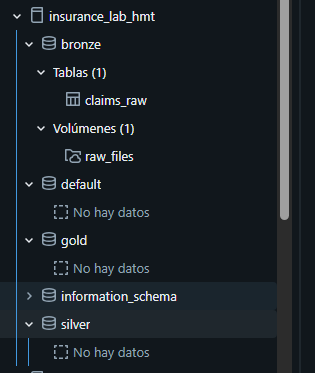 insurance_lab_hmt
bronze
Tablas (1)
claims_raw
Volúmenes (1)
raw_files
default
No hay datos
gold
No hay datos
information_schema
silver
No hay datos